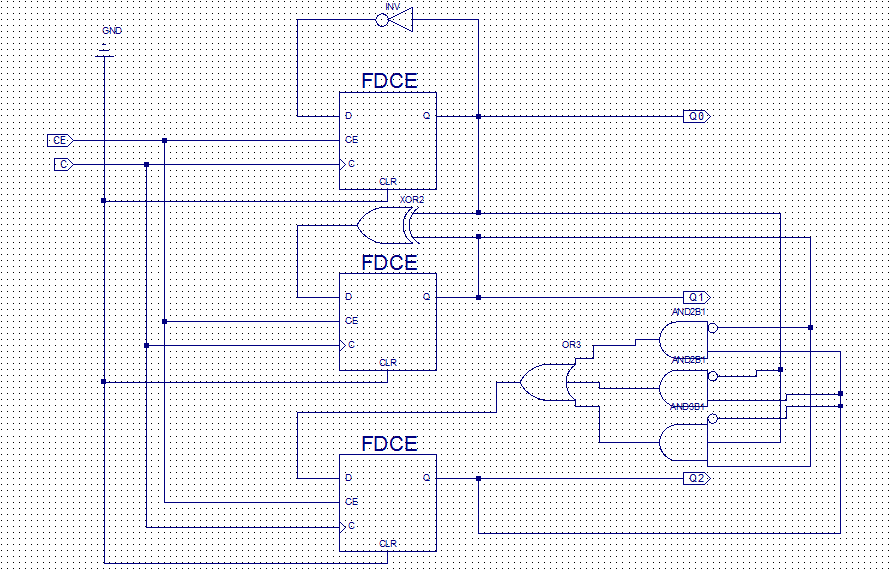 INV
GND
FDCE
D Q
Q0
CE CE
C C
CLR
XOR2
FDCE
D Q
Q1
AND2B1
CE
C
OR3
AND2B1
CLR
AND3B1
FDCE
D Q
Q2
CE
C
CLR